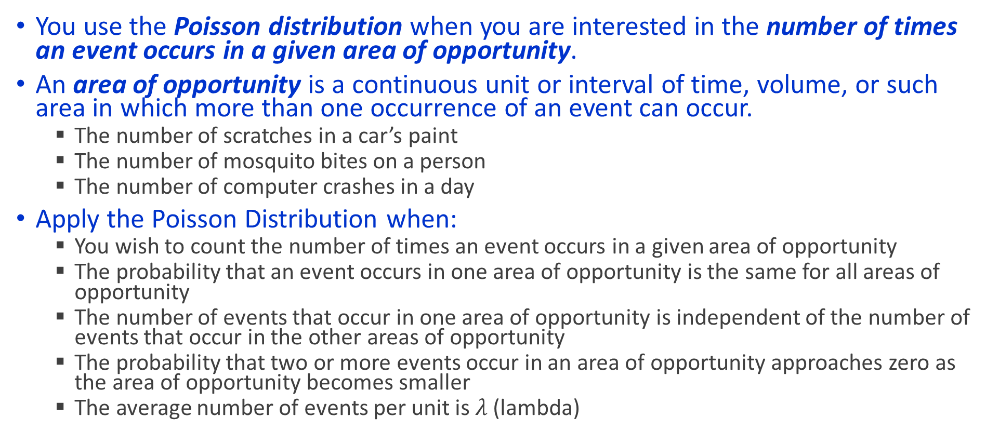 • You use the Poisson distribution when you are interested in the number of times
an event occurs in a given area of opportunity.
• An area of opportunity is a continuous unit or interval of time, volume, or such
area in which more than one occurrence of an event can occur.
▪ The number of scratches in a car’s paint
▪ The number of mosquito bites on a person
▪ The number of computer crashes in a day
• Apply the Poisson Distribution when:
▪ You wish to count the number of times an event occurs in a given area of opportunity
▪ The probability that an event occurs in one area of opportunity is the same for all areas of
opportunity
▪ The number of events that occur in one area of opportunity is independent of the number of
events that occur in the other areas of opportunity
▪ The probability that two or more events occur in an area of opportunity approaches zero as
the area of opportunity becomes smaller
▪ The average number of events per unit is λ (lambda)